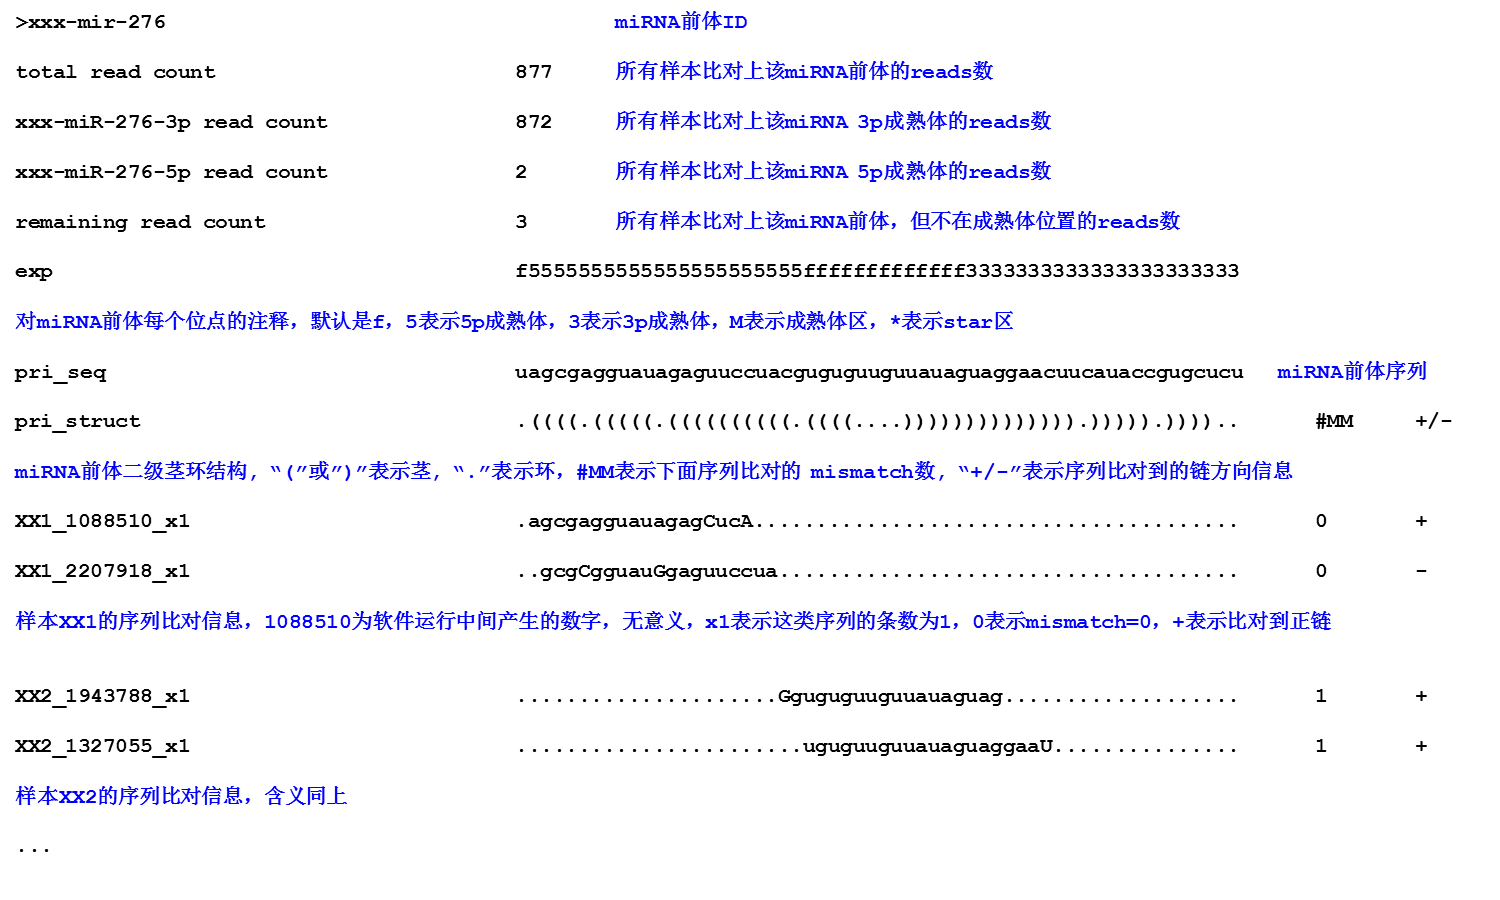 >xxx-mir-276 miRNA前体ID
total read count 877 所有样本比对上该miRNA前体的reads数
xxx-miR-276-3p read count 872 所有样本比对上该miRNA 3p成熟体的reads数
xxx-miR-276-5p read count 2 所有样本比对上该miRNA 5p成熟体的reads数
remaining read count 3 所有样本比对上该miRNA前体，但不在成熟体位置的reads数
exp f5555555555555555555555fffffffffffff3333333333333333333333
对miRNA前体每个位点的注释，默认是f，5表示5p成熟体，3表示3p成熟体，M表示成熟体区，*表示star区
pri_seq uagcgagguauagaguuccuacguguguuguuauaguaggaacuucauaccgugcucu miRNA前体序列
pri_struct .((((.(((((.((((((((((.((((....)))))))))))))).))))).)))).. #MM +/-
miRNA前体二级茎环结构，“(”或”)”表示茎，“.”表示环，#MM表示下面序列比对的 mismatch数，“+/-”表示序列比对到的链方向信息
XX1_1088510_x1 .agcgagguauagagCucA....................................... 0 +
XX1_2207918_x1 ..gcgCgguauGgaguuccua..................................... 0 -
样本XX1的序列比对信息，1088510为软件运行中间产生的数字，无意义，x1表示这类序列的条数为1，0表示mismatch=0，+表示比对到正链
XX2_1943788_x1 .....................Gguguguuguuauaguag................... 1 +
XX2_1327055_x1 .......................uguguuguuauaguaggaaU............... 1 +
样本XX2的序列比对信息，含义同上
...